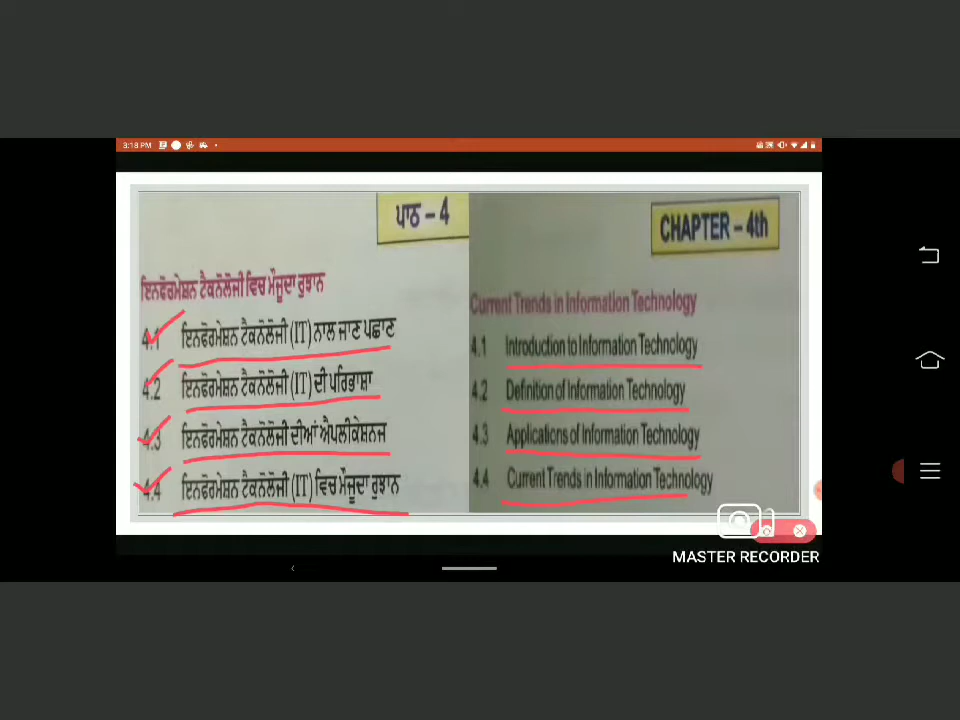 3:18 PM
ਪਾਠ – 4
ਇਨਫੋਰਮੇਸ਼ਨ ਟੈਕਨੋਲੋਜੀ ਵਿਚ ਮੌਜੂਦਾ ਰੁਝਾਨ
4.1 ਇਨਫੋਰਮੇਸ਼ਨ ਟੈਕਨੋਲੋਜੀ (IT) ਨਾਲ ਜਾਣ ਪਛਾਣ
4.2 ਇਨਫੋਰਮੇਸ਼ਨ ਟੈਕਨੋਲੋਜੀ (IT) ਦੀ ਪਰਿਭਾਸ਼ਾ
4.3 ਇਨਫੋਰਮੇਸ਼ਨ ਟੈਕਨੋਲੋਜੀ ਦੀਆਂ ਐਪਲੀਕੇਸ਼ਨਜ
4.4 ਇਨਫੋਰਮੇਸ਼ਨ ਟੈਕਨੋਲੋਜੀ (IT) ਵਿਚ ਮੌਜੂਦਾ ਰੁਝਾਨ
CHAPTER – 4th
Current Trends in Information Technology
4.1 Introduction to Information Technology
4.2 Definition of Information Technology
4.3 Applications of Information Technology
4.4 Current Trends in Information Technology
MASTER RECORDER